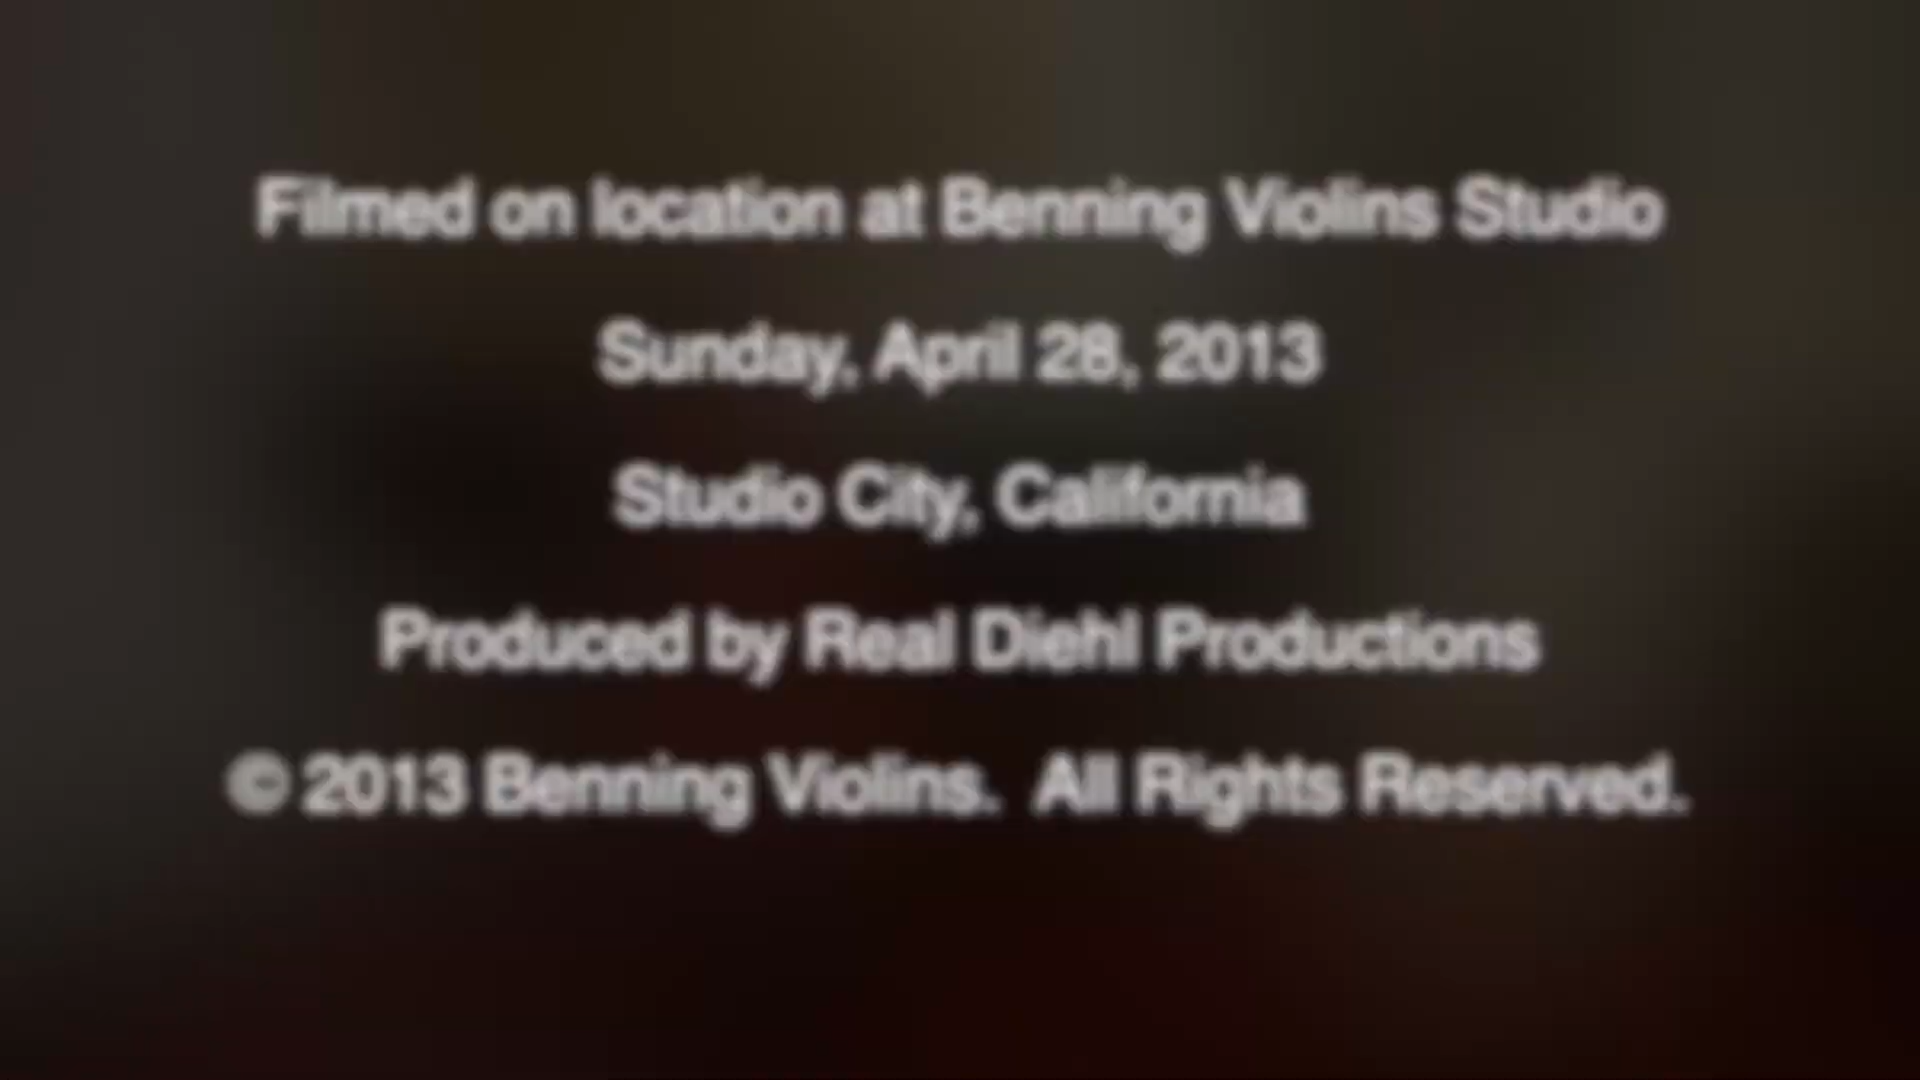 Filmed on location at Benning Violins Studio
Sunday, April 28, 2013
Studio City, California
Produced by Real Diehl Productions
© 2013 Benning Violins.  All Rights Reserved.